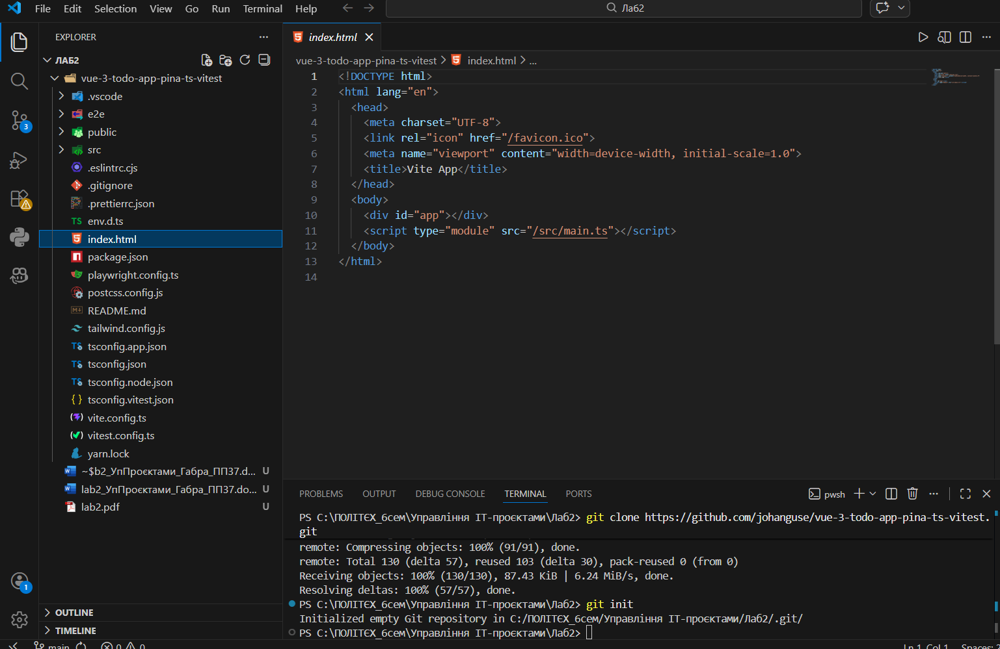 File Edit Selection View Go Run Terminal Help
Лаб2
EXPLORER
ЛАБ2
vue-3-todo-app-pina-ts-vitest
.vscode
e2e
public
src
.eslintrc.cjs
.gitignore
.prettierrc.json
TS env.d.ts
index.html
package.json
playwright.config.ts
postcss.config.js
README.md
tailwind.config.js
TS tsconfig.app.json
TS tsconfig.json
TS tsconfig.node.json
{ } tsconfig.vitest.json
vite.config.ts
vitest.config.ts
yarn.lock
~$b2_УпПроєктами_Габра_ПП37.d... U
lab2_УпПроєктами_Габра_ПП37.do... U
lab2.pdf U
OUTLINE
TIMELINE
3
1
index.html
vue-3-todo-app-pina-ts-vitest > index.html > ...
1 <!DOCTYPE html>
2 <html lang="en">
3 <head>
4 <meta charset="UTF-8">
5 <link rel="icon" href="/favicon.ico">
6 <meta name="viewport" content="width=device-width, initial-scale=1.0">
7 <title>Vite App</title>
8 </head>
9 <body>
10 <div id="app"></div>
11 <script type="module" src="/src/main.ts"></script>
12 </body>
13 </html>
14
PROBLEMS OUTPUT DEBUG CONSOLE TERMINAL PORTS
pwsh
PS C:\ПОЛІТЄХ_6сем\Управління ІТ-проєктами\Лаб2> git clone https://github.com/johanguse/vue-3-todo-app-pina-ts-vitest.
git
remote: Compressing objects: 100% (91/91), done.
remote: Total 130 (delta 57), reused 103 (delta 30), pack-reused 0 (from 0)
Receiving objects: 100% (130/130), 87.43 KiB | 6.24 MiB/s, done.
Resolving deltas: 100% (57/57), done.
PS C:\ПОЛІТЄХ_6сем\Управління ІТ-проєктами\Лаб2> git init
Initialized empty Git repository in C:/ПОЛІТЄХ_6сем/Управління ІТ-проєктами/Лаб2/.git/
PS C:\ПОЛІТЄХ_6сем\Управління ІТ-проєктами\Лаб2>
main 0 0
Ln 1, Col 1 Spaces: 2